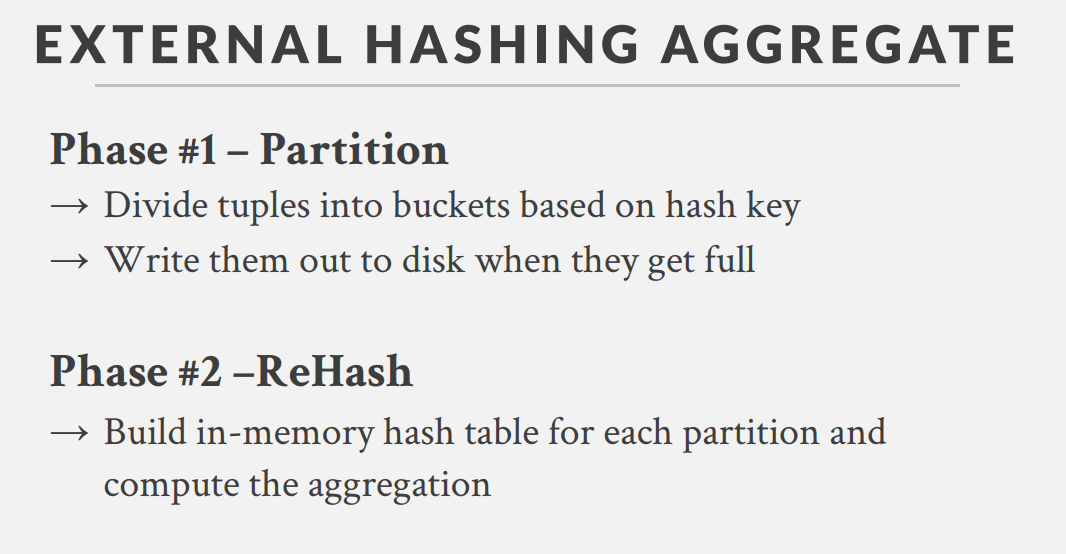 EXTERNAL HASHING AGGREGATE
Phase #1 – Partition
→ Divide tuples into buckets based on hash key
→ Write them out to disk when they get full
Phase #2 –ReHash
→ Build in-memory hash table for each partition and
compute the aggregation